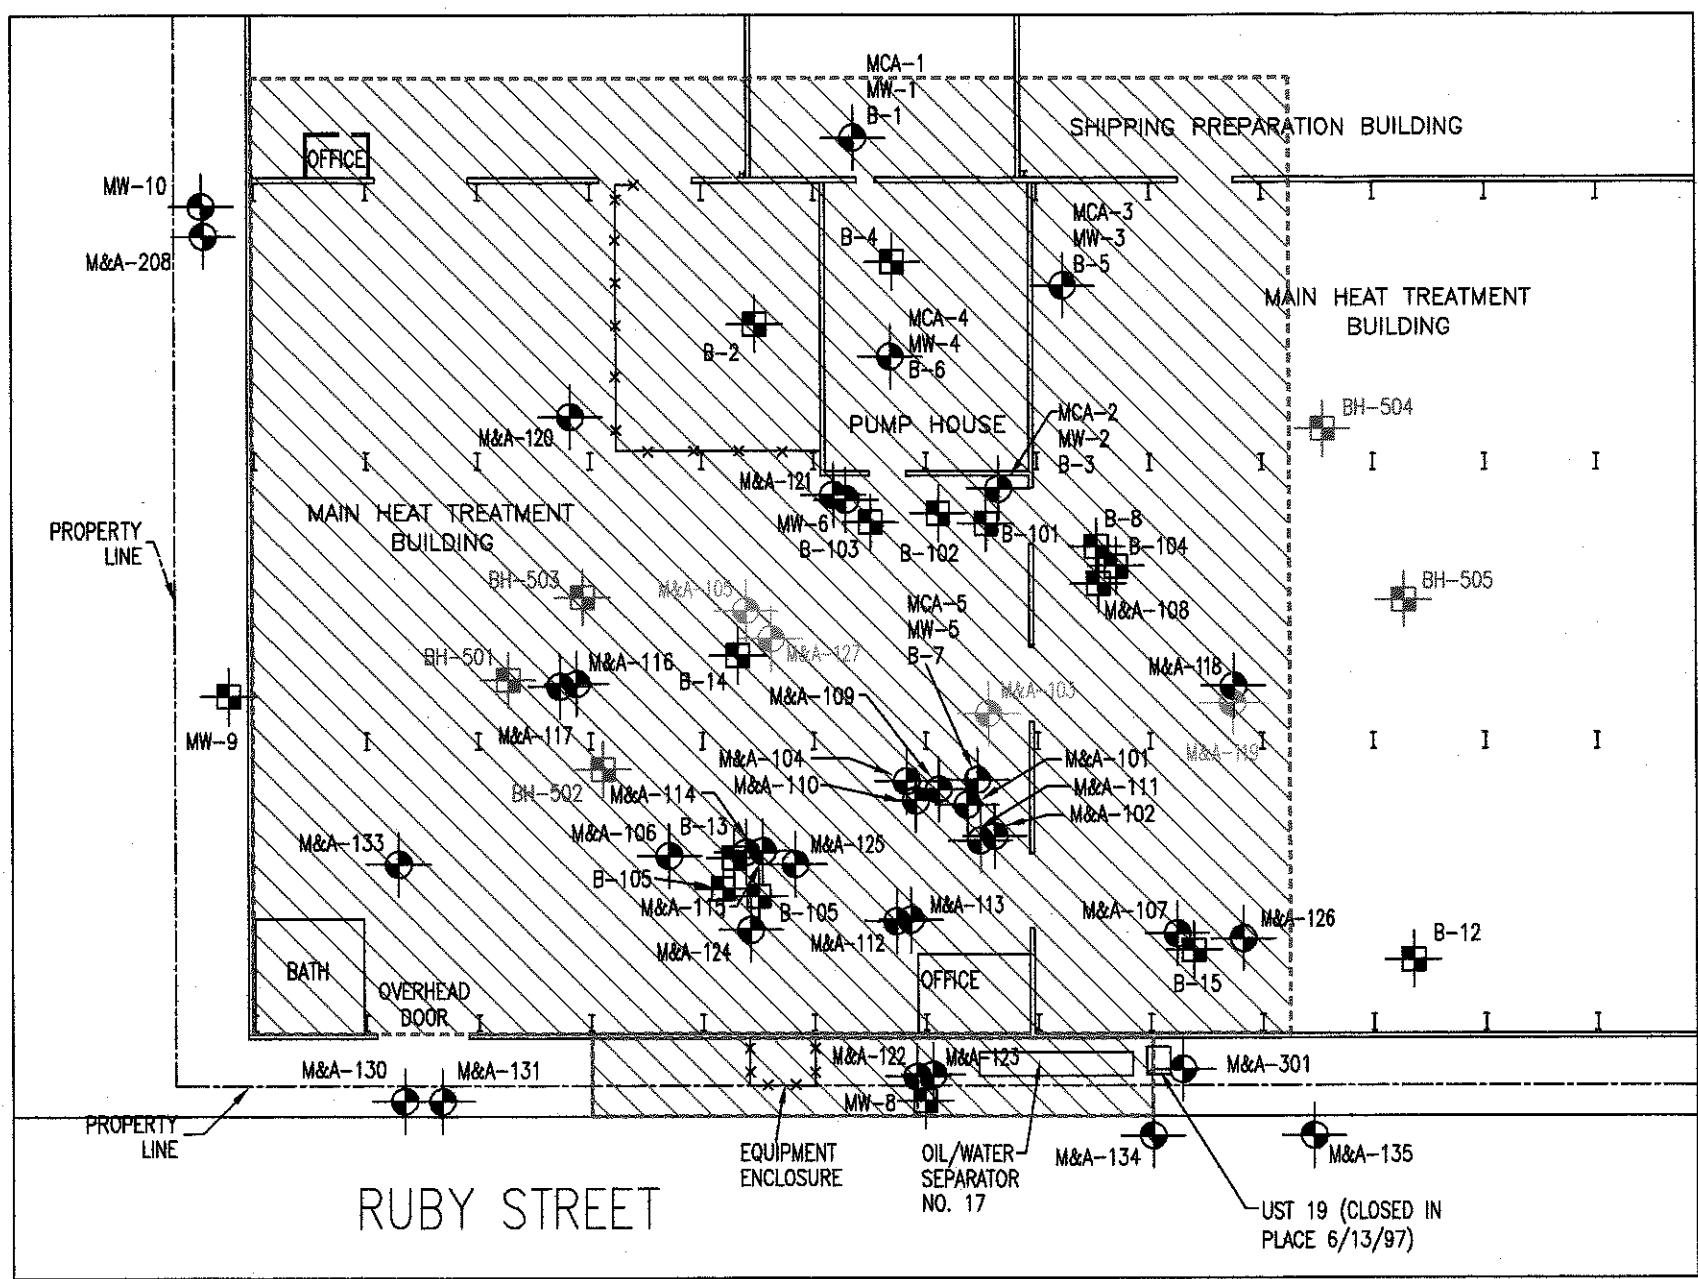 MCA-1
MW-1
B-1
SHIPPING PREPARATION BUILDING
OFFICE
MW-10
M&A-208
MCA-3
MW-3
B-5
B-4
MAIN HEAT TREATMENT
BUILDING
MCA-4
MW-4
B-6
B-2
M&A-120
PUMP HOUSE
MCA-2
MW-2
B-3
BH-504
M&A-121
MW-6
B-103
B-102
B-101
B-8
B-104
M&A-108
MAIN HEAT TREATMENT
BUILDING
PROPERTY
LINE
BH-503
M&A-105
M&A-127
BH-505
MCA-5
MW-5
B-7
BH-501
M&A-116
B-14
M&A-109
M&A-103
M&A-118
M&A-119
MW-9
M&A-117
BH-502
M&A-104
M&A-110
M&A-101
M&A-111
M&A-102
M&A-114
M&A-106
B-13
M&A-125
M&A-133
B-105
M&A-115
B-105
M&A-124
M&A-113
M&A-112
M&A-107
M&A-126
B-15
B-12
BATH
OVERHEAD
DOOR
OFFICE
M&A-130
M&A-131
M&A-122
M&A-123
MW-8
M&A-301
PROPERTY
LINE
EQUIPMENT
ENCLOSURE
OIL/WATER
SEPARATOR
NO. 17
M&A-134
M&A-135
UST 19 (CLOSED IN
PLACE 6/13/97)
RUBY STREET